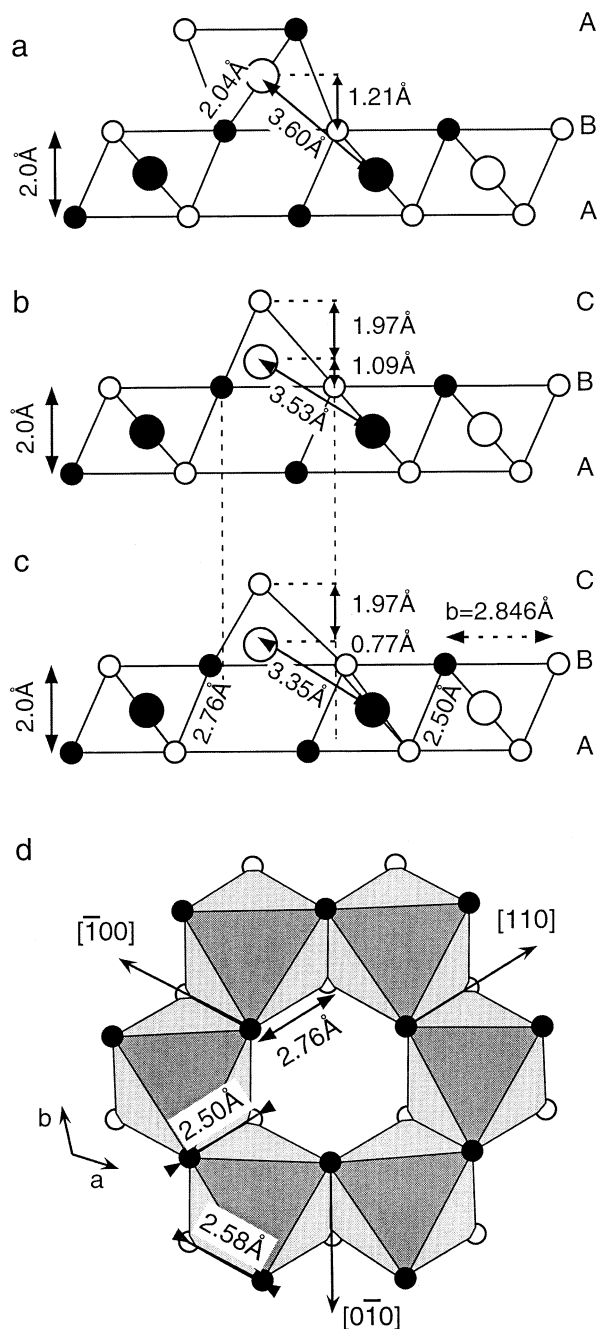 a
A
2.04Å
1.21Å
3.60Å
B
2.0Å
A
b
C
1.97Å
1.09Å
B
3.53Å
2.0Å
A
c
C
1.97Å
b=2.846Å
0.77Å
B
3.35Å
2.0Å
2.76Å
2.50Å
A
d
[1̅00]
[110]
2.76Å
2.50Å
b
a
2.58Å
[01̅0]